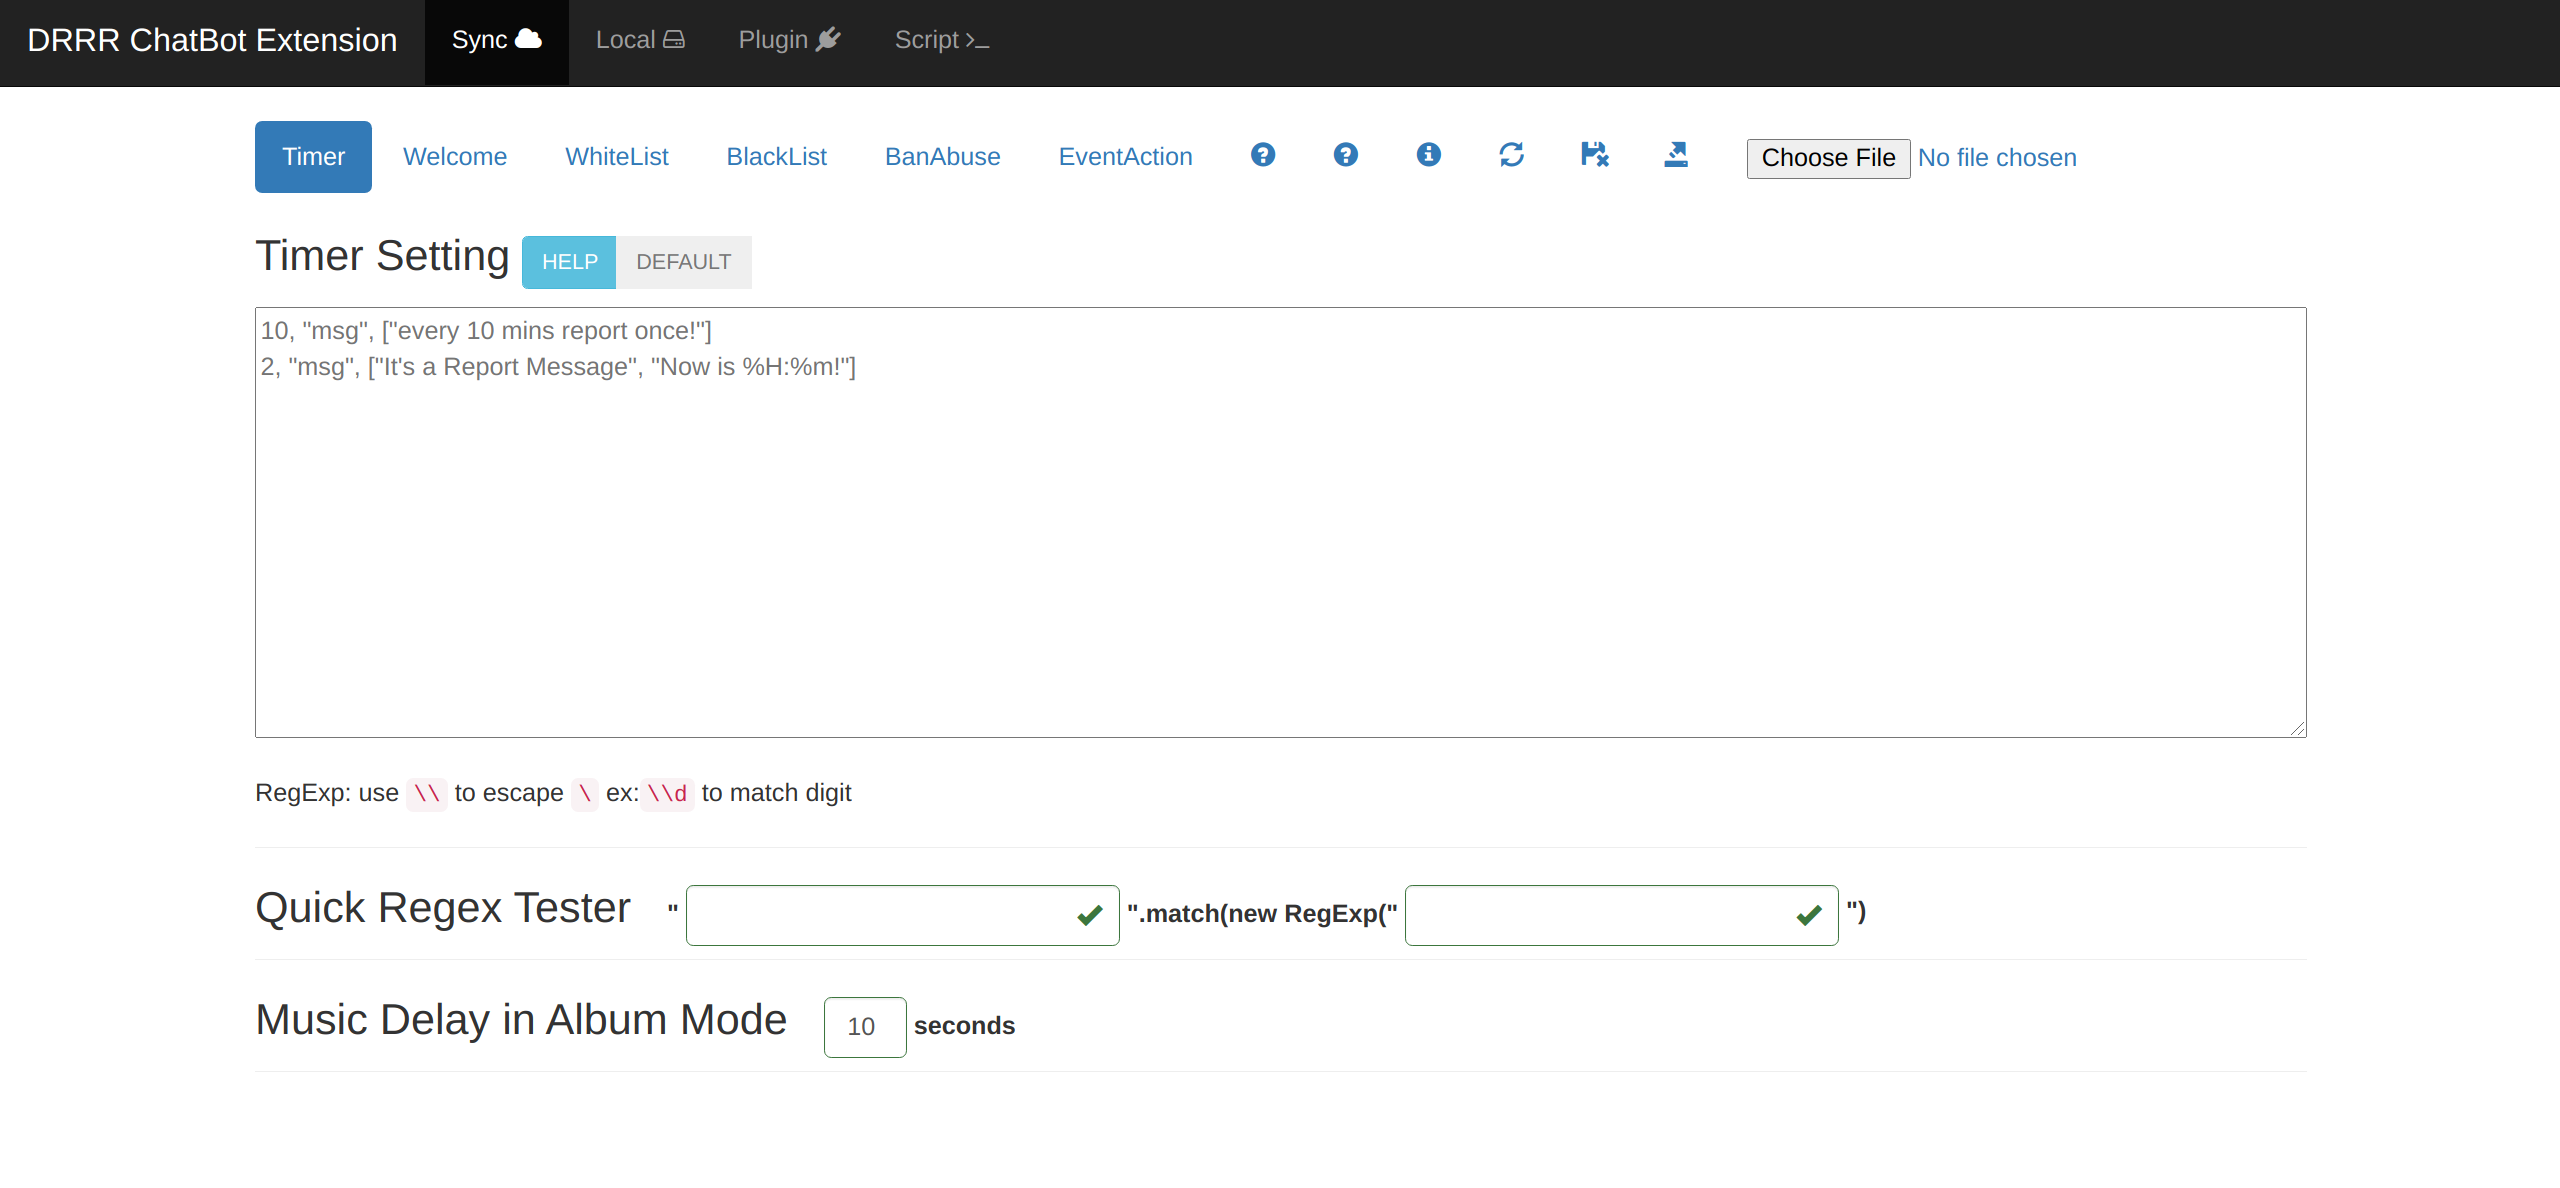 DRRR ChatBot Extension Sync Local Plugin Script
Timer Welcome WhiteList BlackList BanAbuse EventAction Choose File No file chosen
Timer Setting HELP DEFAULT
10, "msg", ["every 10 mins report once!"]
2, "msg", ["It's a Report Message", "Now is %H:%m!"]
RegExp: use \\ to escape \ ex:\\d to match digit
Quick Regex Tester " ".match(new RegExp(" ")
Music Delay in Album Mode 10 seconds